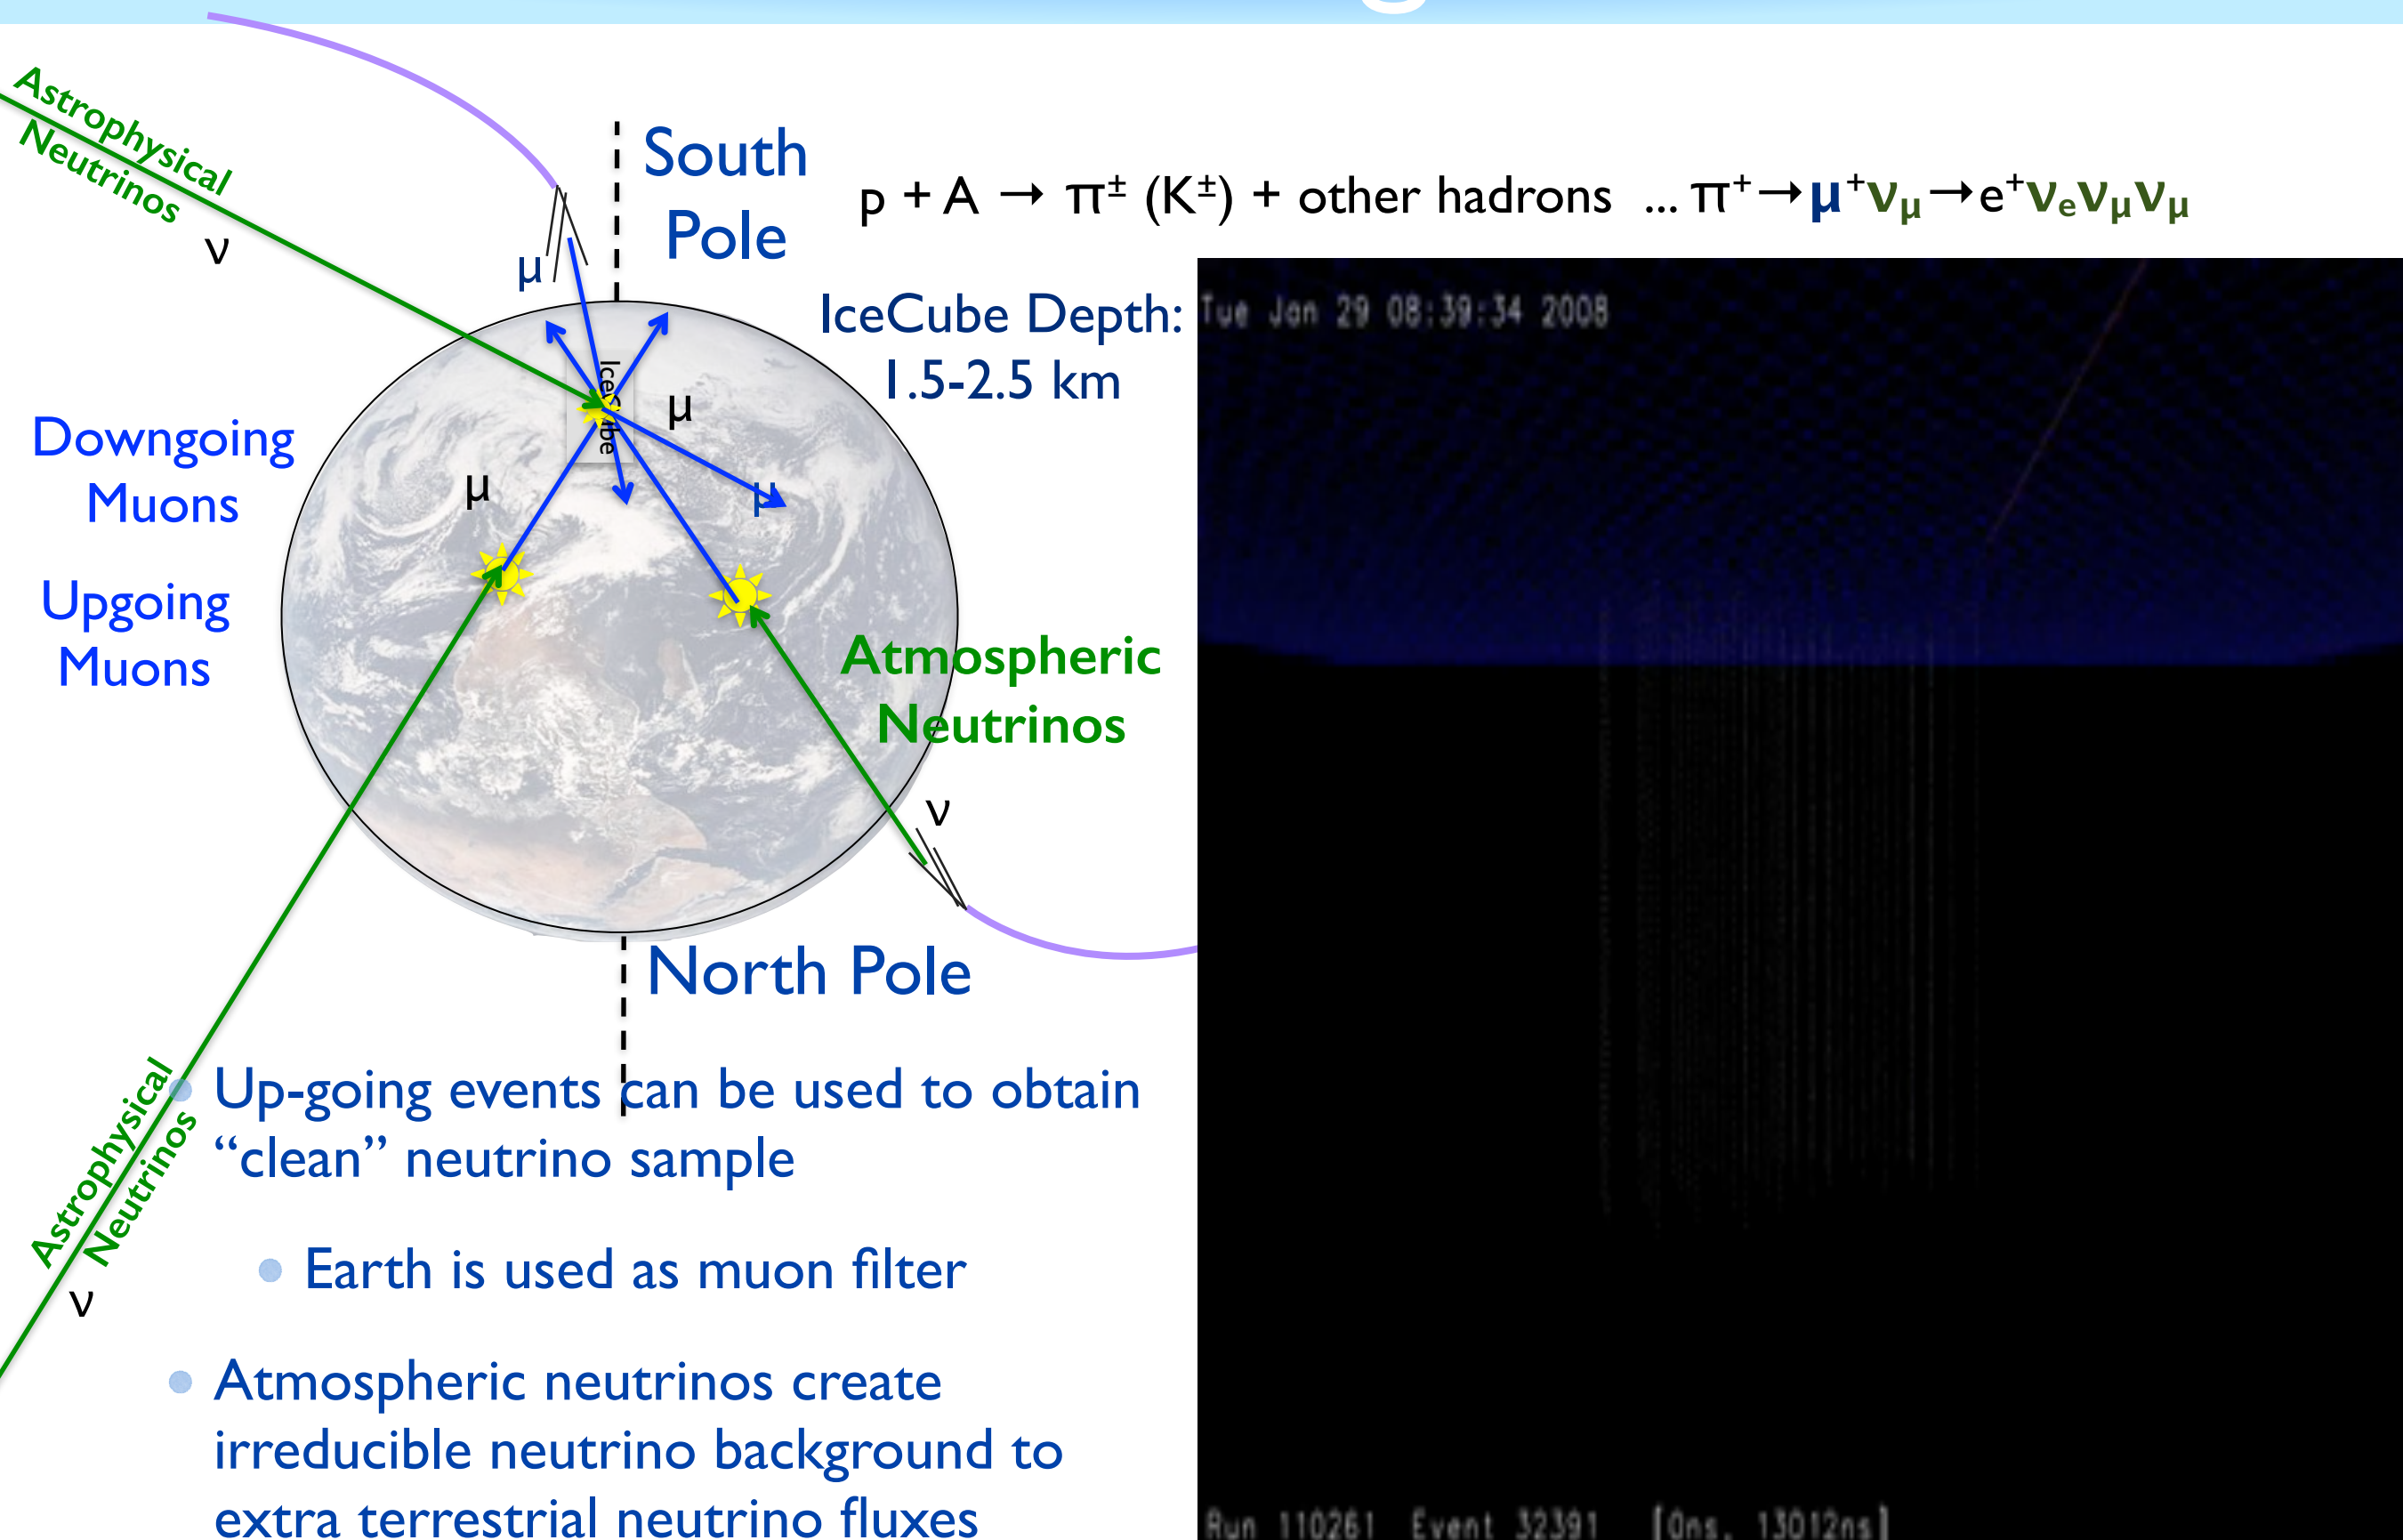 Astrophysical
Neutrinos
ν
South
Pole
p + A → π± (K±) + other hadrons ... π⁺→μ⁺νμ→e⁺νeνμνμ
μ
IceCube Depth:
1.5-2.5 km
Tue Jan 29 08:39:34 2008
IceCube
μ
Downgoing
Muons
μ
μ
Upgoing
Muons
Atmospheric
Neutrinos
ν
North Pole
Astrophysical
Neutrinos
ν
• Up-going events can be used to obtain
“clean” neutrino sample
• Earth is used as muon filter
• Atmospheric neutrinos create
irreducible neutrino background to
extra terrestrial neutrino fluxes
Run 110261 Event 32391 [0ns, 13012ns]